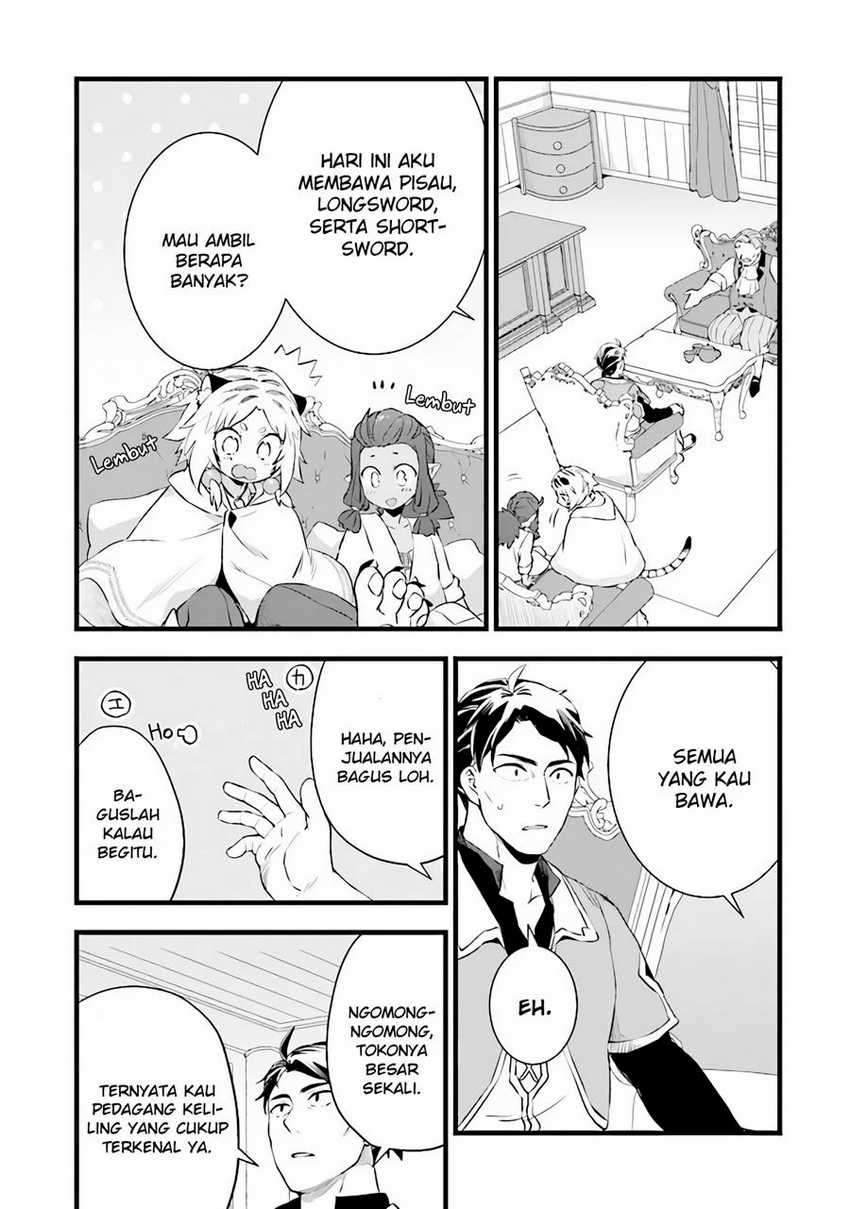 HARI INI AKU
MEMBAWA PISAU,
LONGSWORD,
SERTA SHORT-
SWORD.
MAU AMBIL
BERAPA
BANYAK?
Lembut
Lembut
SEMUA
YANG KAU
BAWA.
EH.
HAHA, PEN-
JUALANNYA
BAGUS LOH.
カ
HA
HA
HA
エ
Ho
BA-
GUSLAH
KALAU
BEGITU.
NGOMONG-
NGOMONG,
TOKONYA
BESAR
SEKALI.
TERNYATA KAU
PEDAGANG KELI-
LING YANG CUKUP
TERKENAL YA.